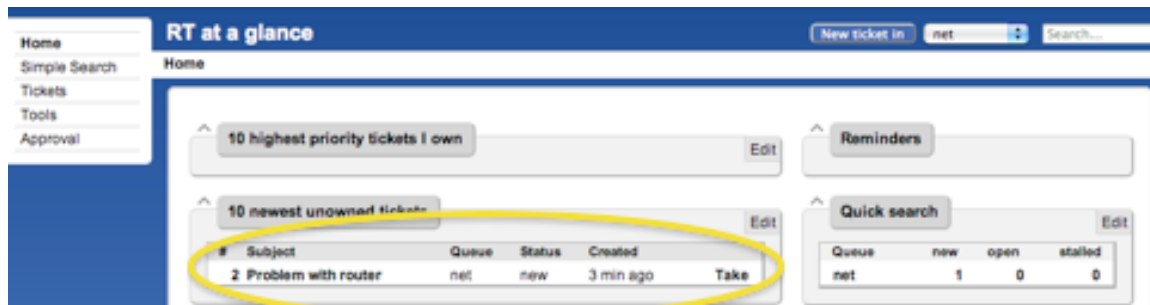 Home
Simple Search
Tickets
Tools
Approval
RT at a glance
New ticket in net Search...
Home
10 highest priority tickets I own
Edit
10 newest unowned tickets
Edit
# Subject Queue Status Created
2 Problem with router net new 3 min ago Take
Reminders
Quick search
Edit
Queue new open stalled
net 1 0 0